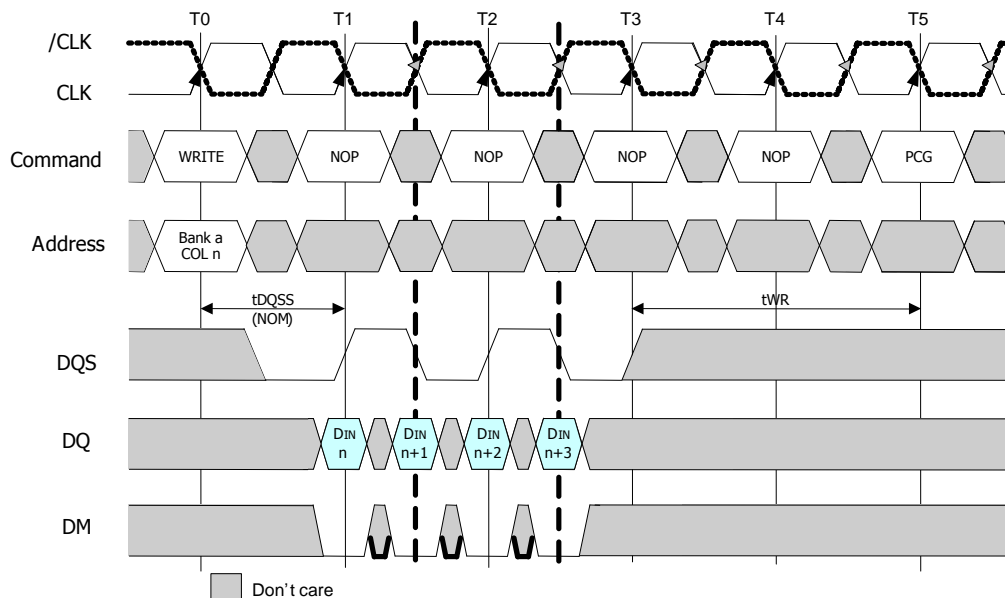 T0 T1 T2 T3 T4 T5
/CLK
CLK
Command WRITE NOP NOP NOP NOP PCG
Address Bank a
COL n
tDQSS
(NOM)
tWR
DQS
DQ DIN DIN DIN DIN
n n+1 n+2 n+3
DM
Don't care